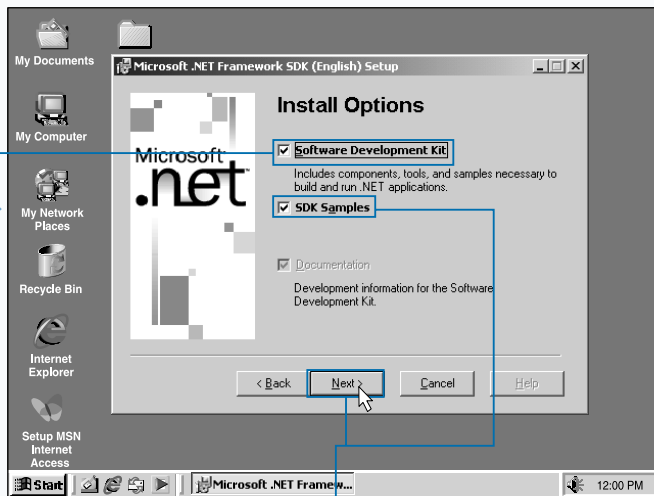 My Documents
Microsoft .NET Framework SDK (English) Setup
Install Options
My Computer
Microsoft
.net
Software Development Kit
Includes components, tools, and samples necessary to
build and run .NET applications.
SDK Samples
My Network
Places
Documentation
Development information for the Software
Development Kit.
Recycle Bin
Internet
Explorer
< Back
Next >
Cancel
Help
Setup MSN
Internet
Access
Start
Microsoft .NET Framew...
12:00 PM